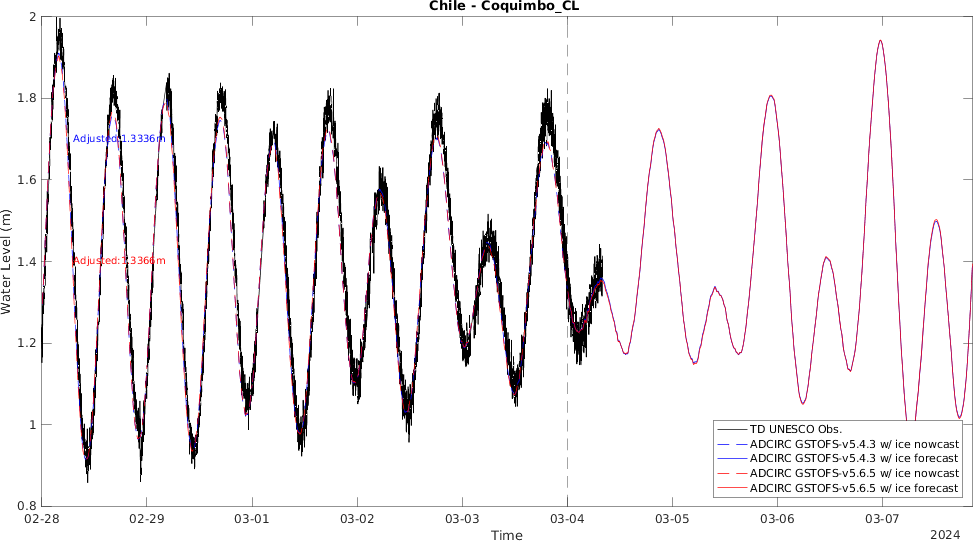 Chile - Coquimbo_CL
2
1.8
1.6
1.4
1.2
1
0.8
Water Level (m)
Adjusted:1.3336m
Adjusted:1.3366m
TD UNESCO Obs.
ADCIRC GSTOFS-v5.4.3 w/ ice nowcast
ADCIRC GSTOFS-v5.4.3 w/ ice forecast
ADCIRC GSTOFS-v5.6.5 w/ ice nowcast
ADCIRC GSTOFS-v5.6.5 w/ ice forecast
02-28 02-29 03-01 03-02 03-03 03-04 03-05 03-06 03-07
Time
2024